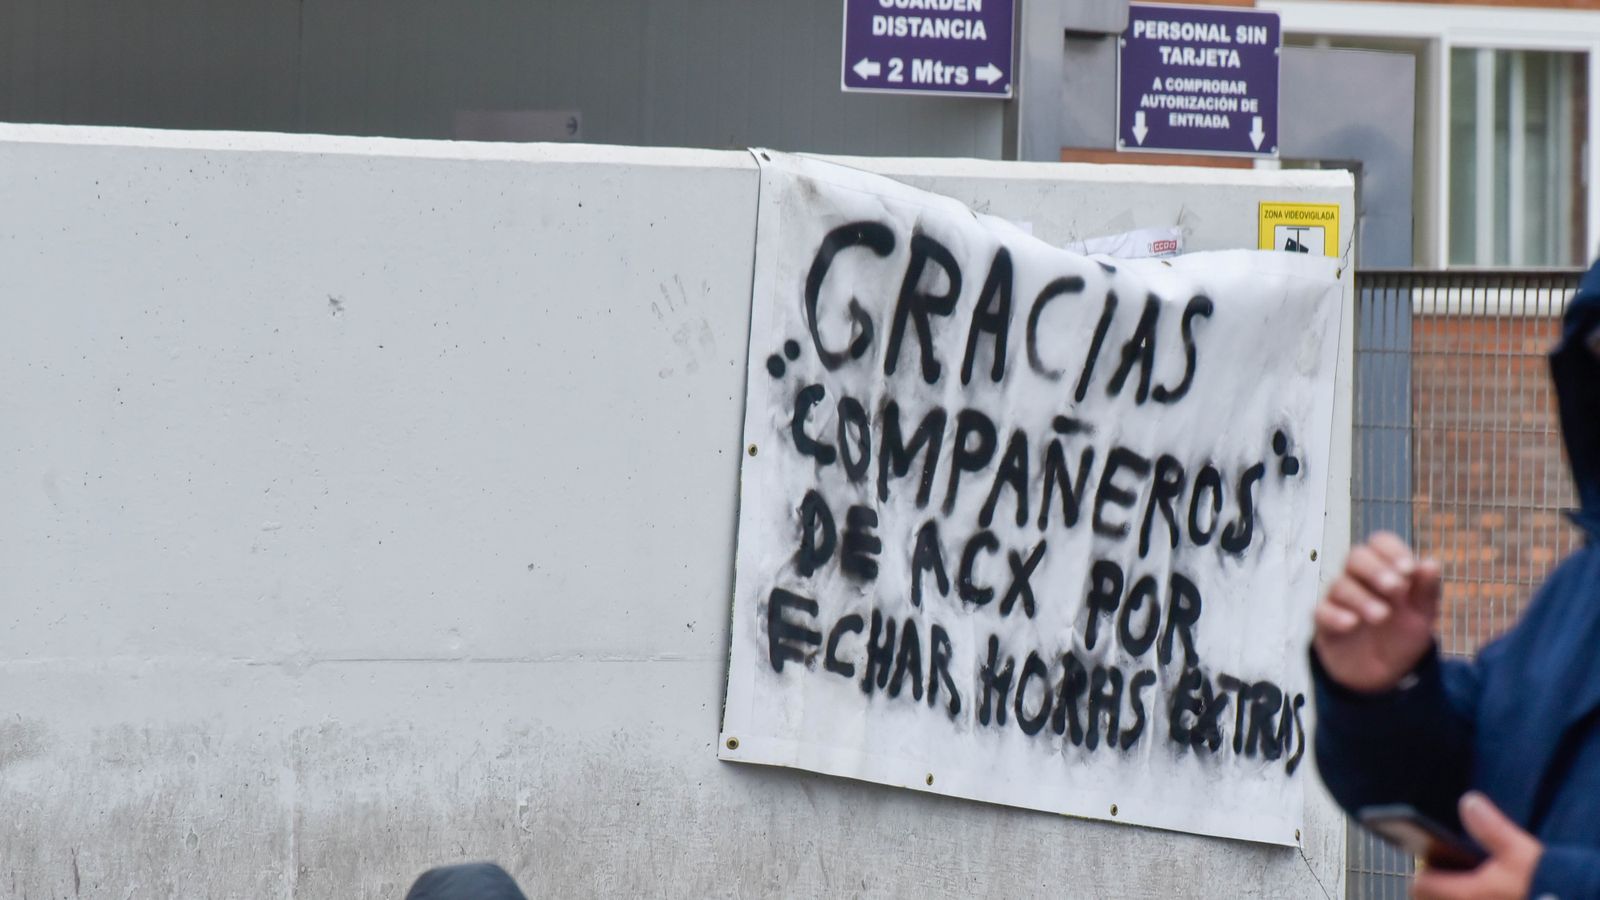 GUARDEN
DISTANCIA
← 2 Mtrs →
PERSONAL SIN
TARJETA
A COMPROBAR
AUTORIZACIÓN DE
ENTRADA
ZONA VIDEOVIGILADA
CCOO
¨GRACIAS
COMPAÑEROS¨
DE ACX POR
ECHAR HORAS EXTRAS